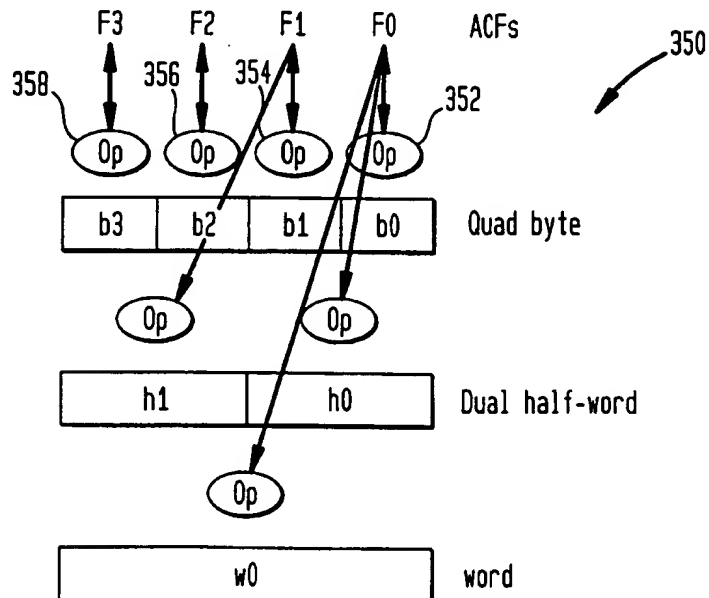 F3 F2 F1 F0 ACFs
350
358 356 354 352
Op Op Op Op
b3 b2 b1 b0 Quad byte
Op Op
h1 h0 Dual half-word
Op
w0 word